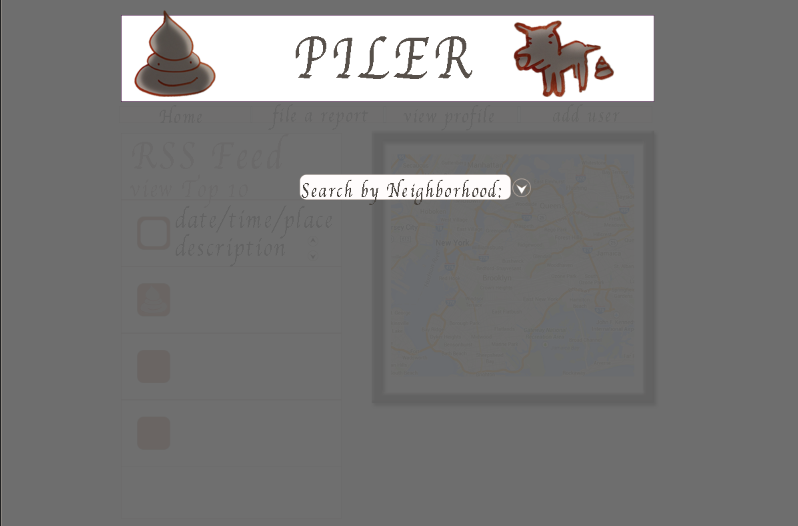 PILER
Home file a report view profile add user
RSS Feed
view Top 10
Search by Neighborhood:
date/time/place
description